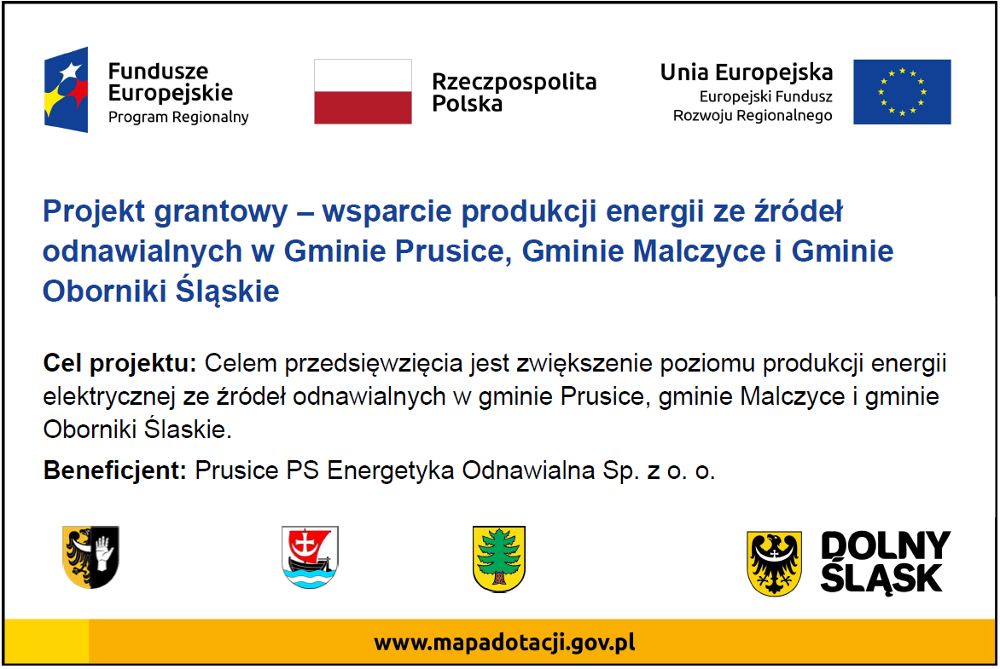 Fundusze
Europejskie
Program Regionalny
Rzeczpospolita
Polska
Unia Europejska
Europejski Fundusz
Rozwoju Regionalnego
Projekt grantowy – wsparcie produkcji energii ze źródeł
odnawialnych w Gminie Prusice, Gminie Malczyce i Gminie
Oborniki Śląskie
Cel projektu: Celem przedsięwzięcia jest zwiększenie poziomu produkcji energii
elektrycznej ze źródeł odnawialnych w gminie Prusice, gminie Malczyce i gminie
Oborniki Ślaskie.
Beneficjent: Prusice PS Energetyka Odnawialna Sp. z o. o.
DOLNY
ŚLĄSK
www.mapadotacji.gov.pl